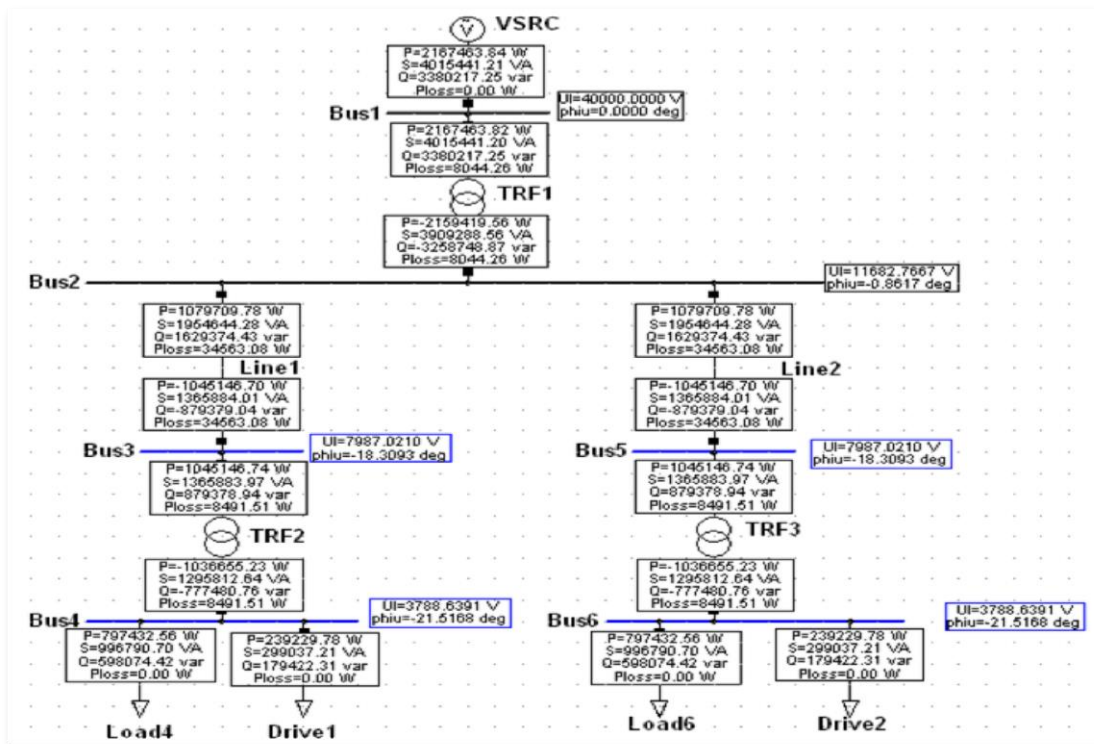 VSRC
P=2167463.84 W
S=4015441.21 VA
Q=3380217.25 var
Ploss=0.00 W
Bus1
Ul=40000.0000 V
phiu=0.0000 deg
P=2167463.82 W
S=4015441.20 VA
Q=3380217.25 var
Ploss=8044.26 W
TRF1
P=-2159419.56 W
S=3909288.56 VA
Q=-3258748.87 var
Ploss=8044.26 W
Bus2
Ul=11682.7667 V
phiu=-0.8617 deg
P=1079709.78 W
S=1954644.28 VA
Q=1629374.43 var
Ploss=34563.08 W
Line1
P=-1045146.70 W
S=1365884.01 VA
Q=-879379.04 var
Ploss=34563.08 W
Bus3
Ul=7987.0210 V
phiu=-18.3093 deg
P=1045146.74 W
S=1365883.97 VA
Q=879378.94 var
Ploss=8491.51 W
TRF2
P=-1036655.23 W
S=1295812.64 VA
Q=-777480.76 var
Ploss=8491.51 W
Bus4
Ul=3788.6391 V
phiu=-21.5168 deg
P=797432.56 W
S=996790.70 VA
Q=598074.42 var
Ploss=0.00 W
Load4
P=239229.78 W
S=299037.21 VA
Q=179422.31 var
Ploss=0.00 W
Drive1
P=1079709.78 W
S=1954644.28 VA
Q=1629374.43 var
Ploss=34563.08 W
Line2
P=-1045146.70 W
S=1365884.01 VA
Q=-879379.04 var
Ploss=34563.08 W
Bus5
Ul=7987.0210 V
phiu=-18.3093 deg
P=1045146.74 W
S=1365883.97 VA
Q=879378.94 var
Ploss=8491.51 W
TRF3
P=-1036655.23 W
S=1295812.64 VA
Q=-777480.76 var
Ploss=8491.51 W
Bus6
Ul=3788.6391 V
phiu=-21.5168 deg
P=797432.56 W
S=996790.70 VA
Q=598074.42 var
Ploss=0.00 W
Load6
P=239229.78 W
S=299037.21 VA
Q=179422.31 var
Ploss=0.00 W
Drive2